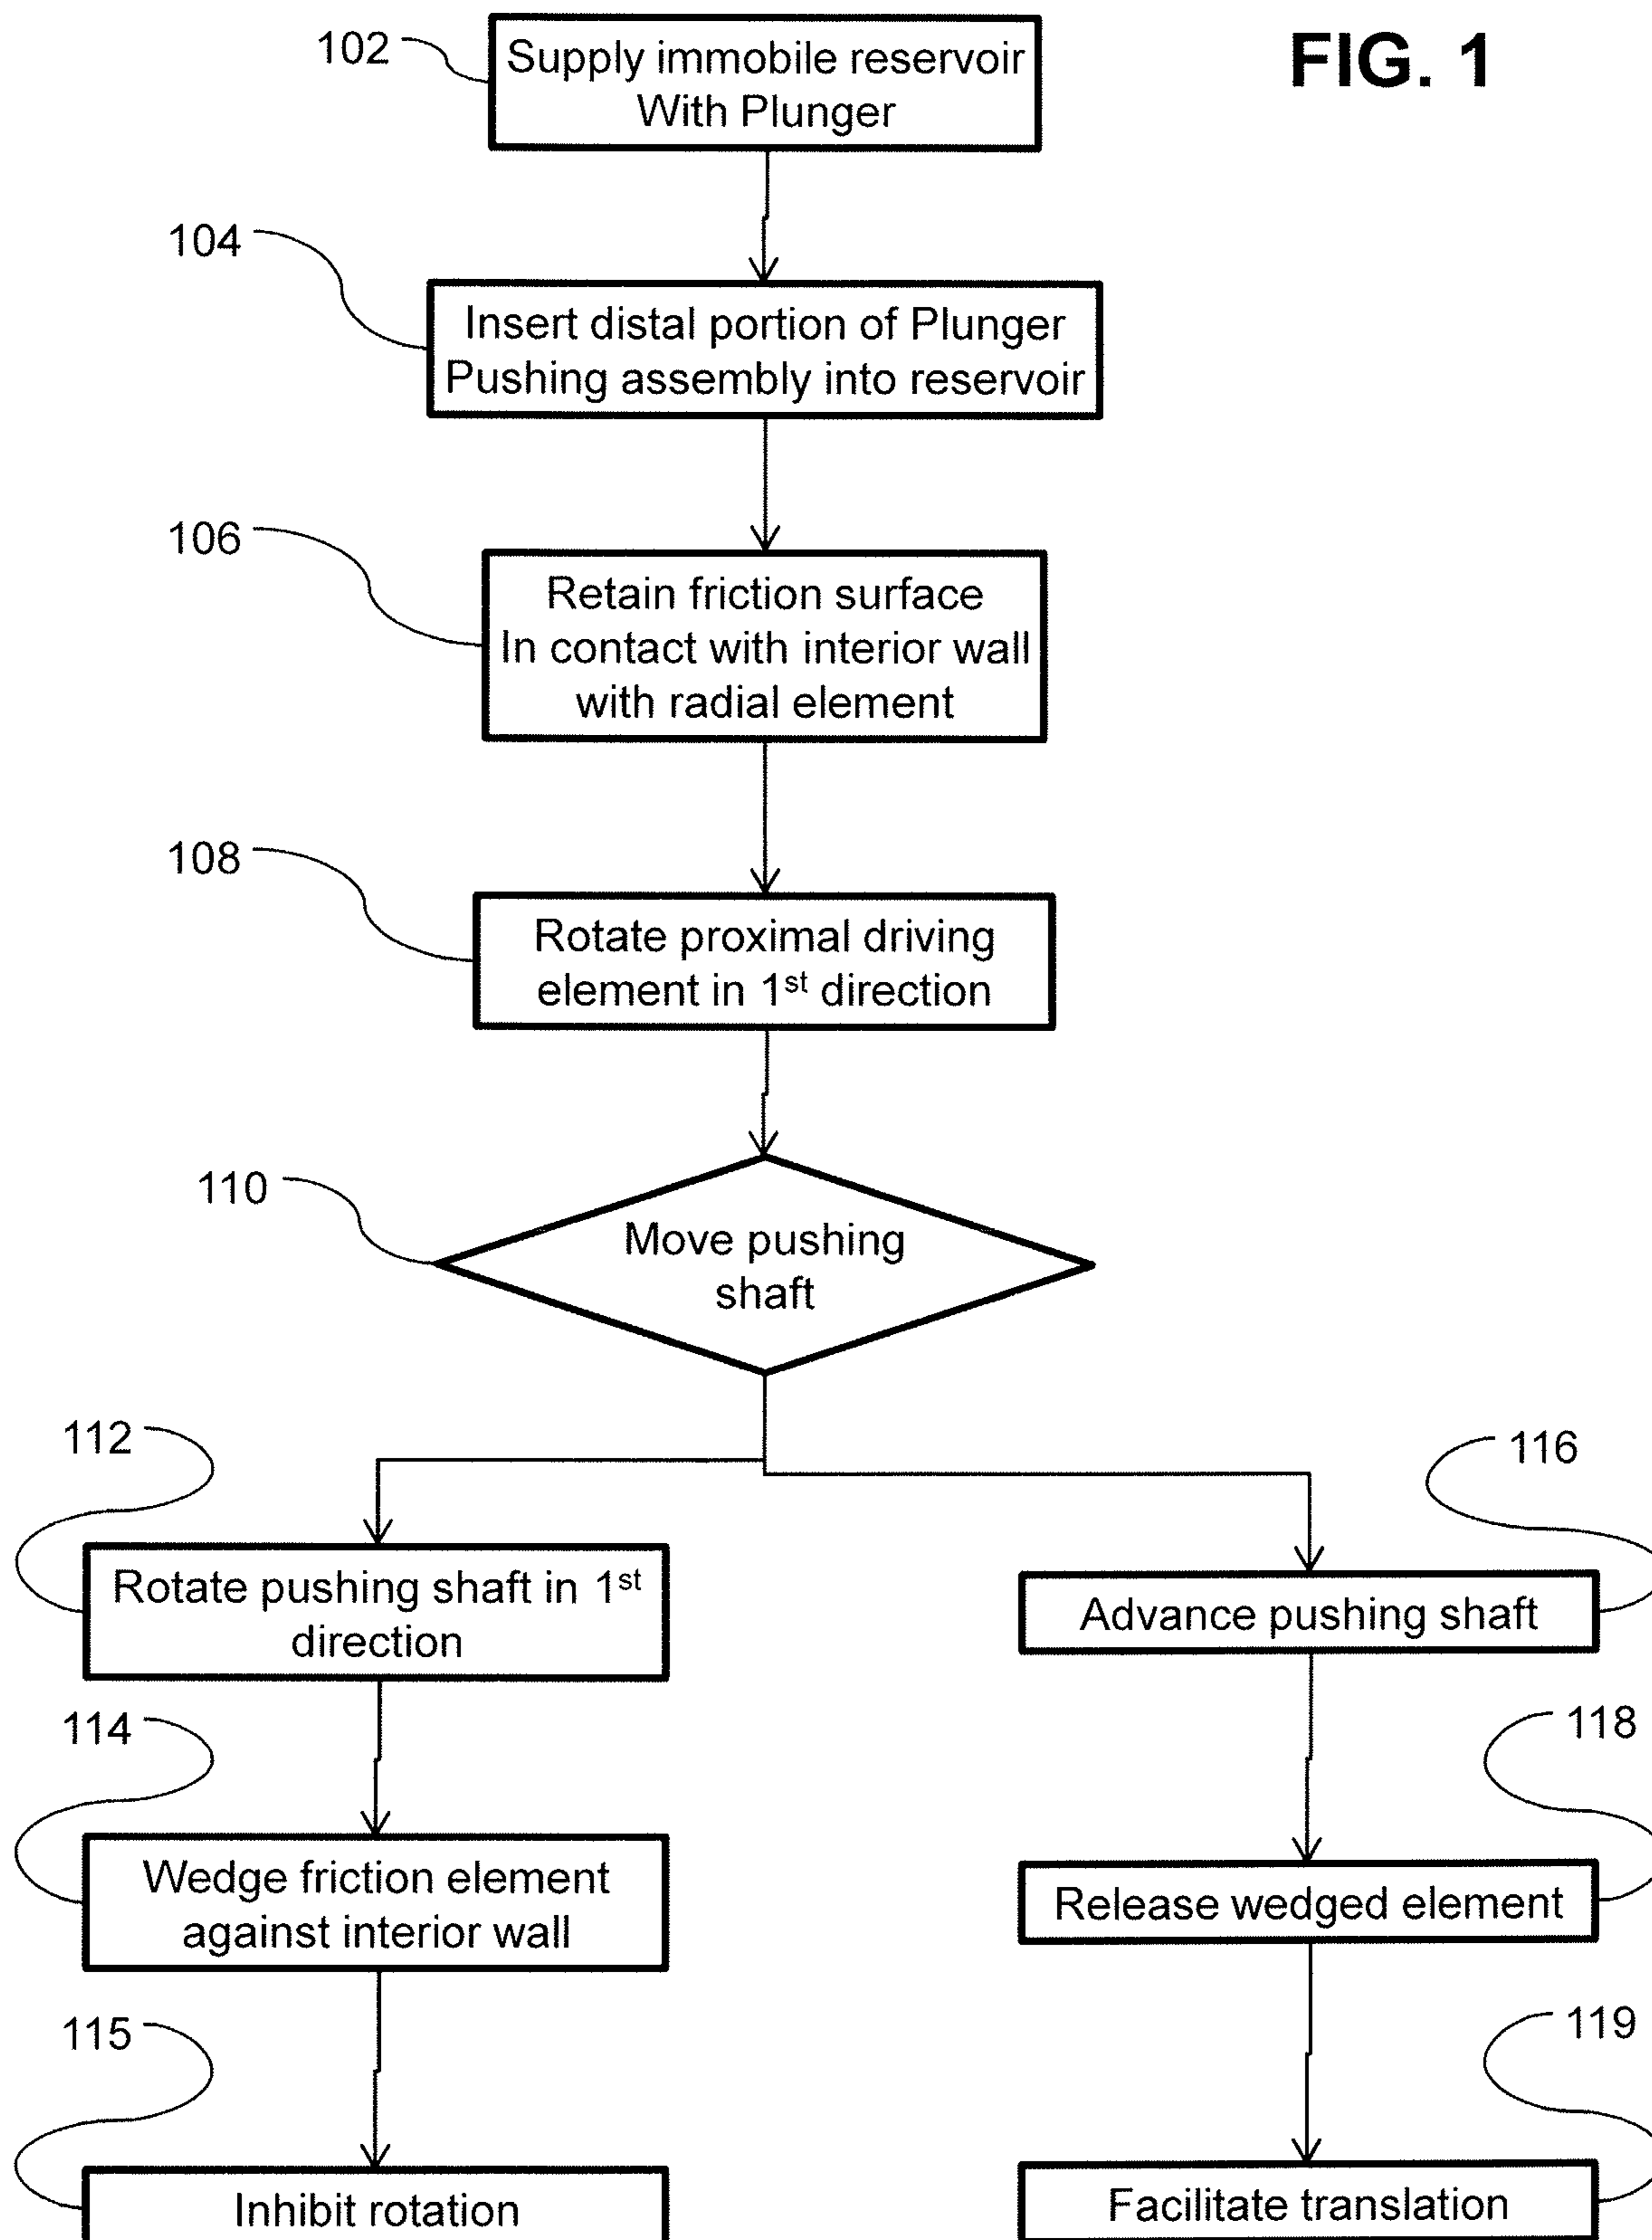 FIG. 1
102
Supply immobile reservoir
With Plunger
104
Insert distal portion of Plunger
Pushing assembly into reservoir
106
Retain friction surface
In contact with interior wall
with radial element
108
Rotate proximal driving
element in 1st direction
110
Move pushing
shaft
112
Rotate pushing shaft in 1st
direction
114
Wedge friction element
against interior wall
115
Inhibit rotation
116
Advance pushing shaft
118
Release wedged element
119
Facilitate translation